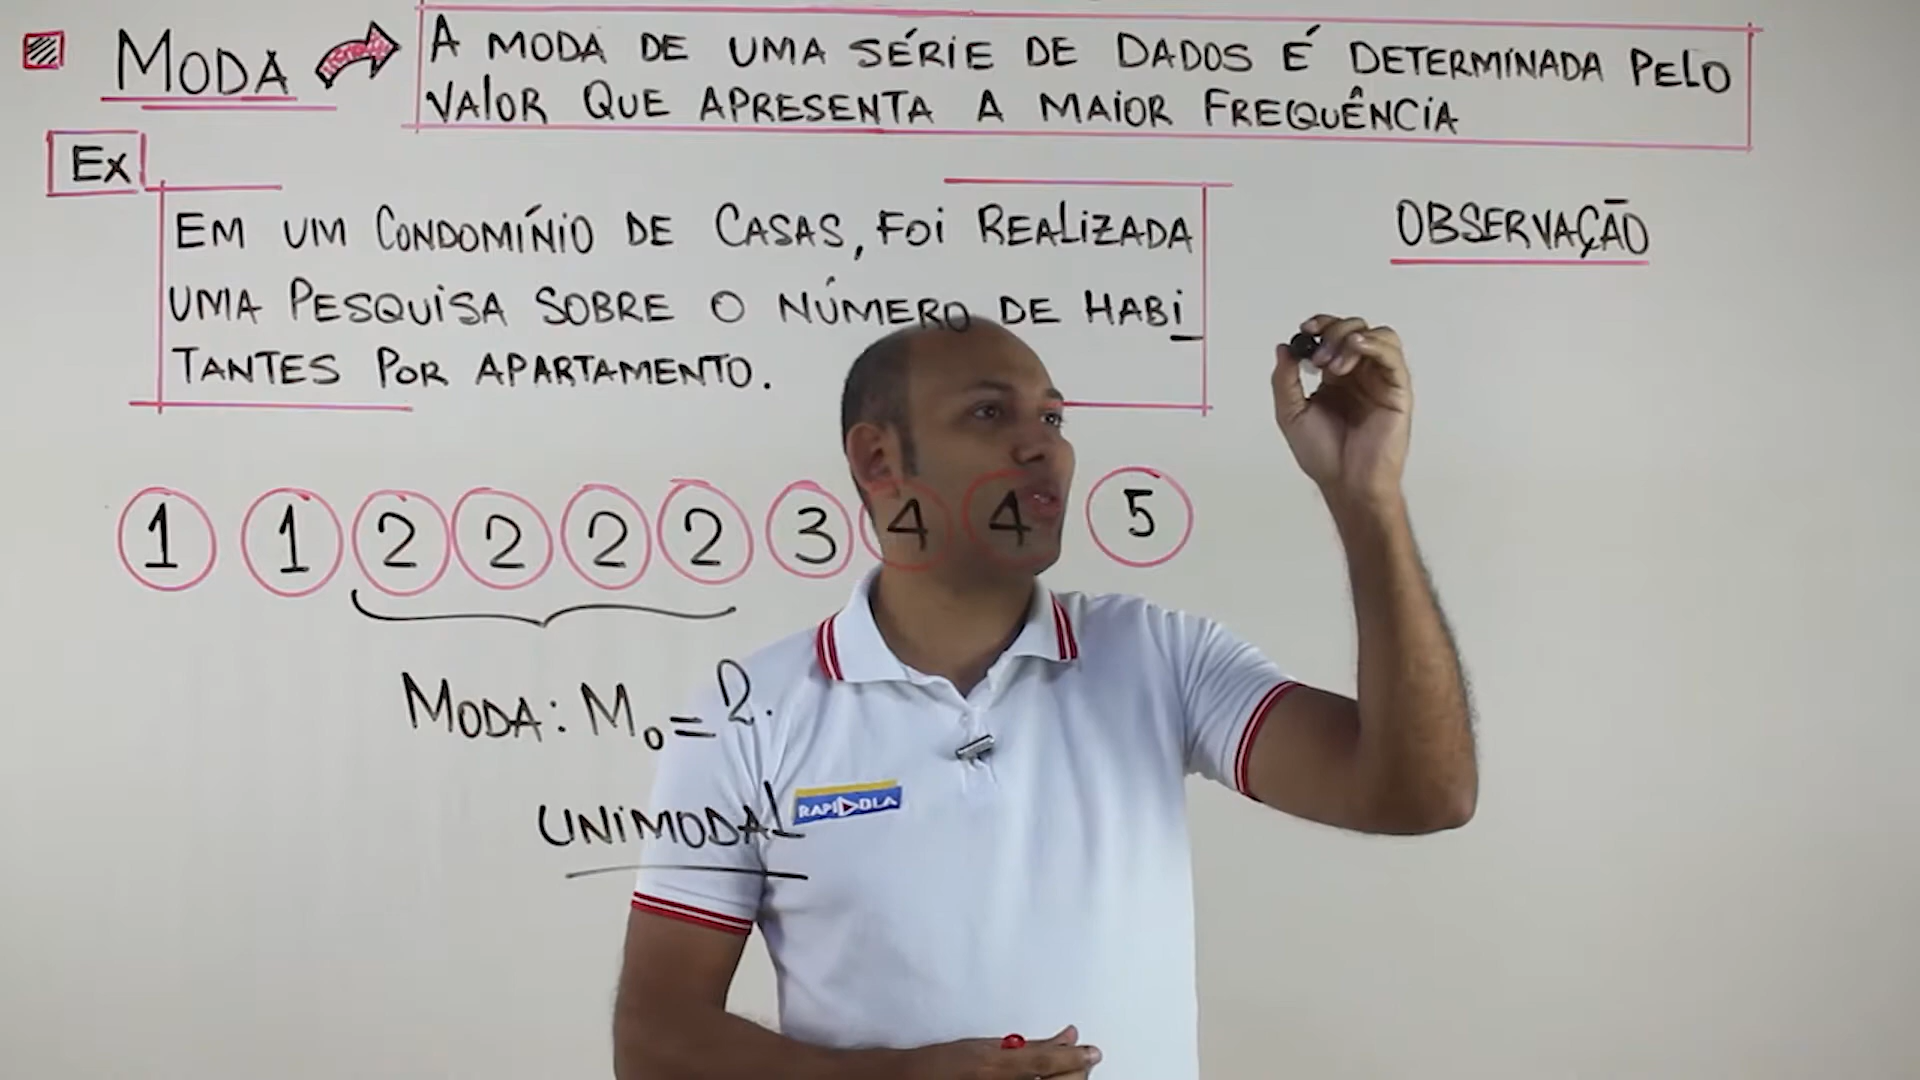 MODA
A MODA DE UMA SÉRIE DE DADOS É DETERMINADA PELO
VALOR QUE APRESENTA A MAIOR FREQUÊNCIA
EX
EM UM CONDOMÍNIO DE CASAS, FOI REALIZADA
UMA PESQUISA SOBRE O NÚMERO DE HABI_
TANTES POR APARTAMENTO.
OBSERVAÇÃO
1 1 2 2 2 2 3 4 4 5
MODA: Mo = 2.
UNIMODAL
RAPIDOLA